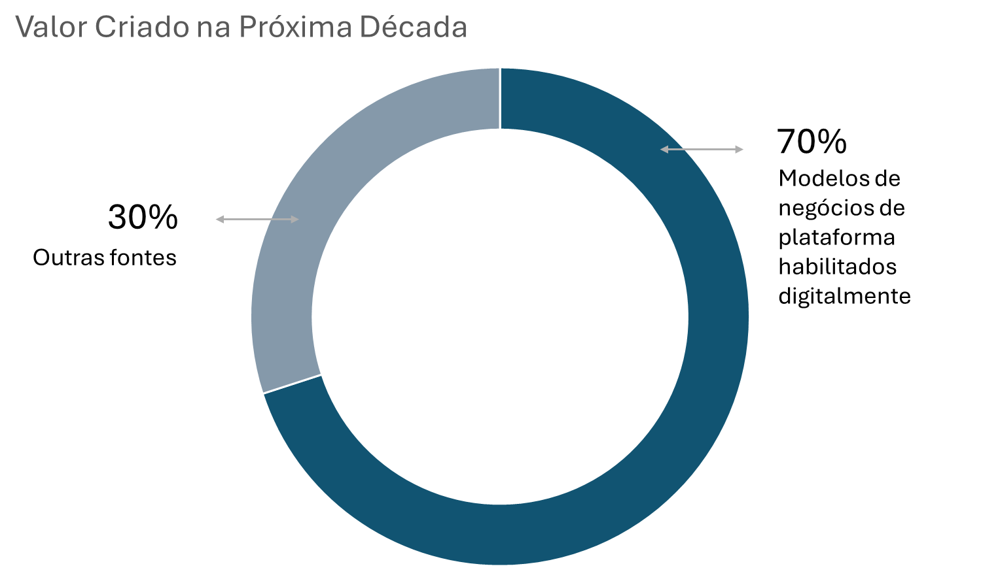 Valor Criado na Próxima Década
70%
Modelos de
negócios de
plataforma
habilitados
digitalmente
30%
Outras fontes